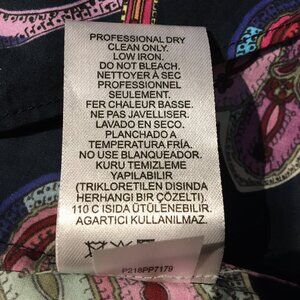 PROFESSIONAL DRY
CLEAN ONLY.
LOW IRON.
DO NOT BLEACH.
NETTOYER À SEC
PROFESSIONNEL
SEULEMENT.
FER CHALEUR BASSE.
NE PAS JAVELLISER.
LAVADO EN SECO.
PLANCHADO A
TEMPERATURA FRÍA.
NO USE BLANQUEADOR.
KURU TEMIZLEME
YAPILABILIR
(TRIKLORETILEN DISINDA
HERHANGI BIR ÇÖZELTI).
110 C ISIDA ÜTÜLENEBILIR.
AGARTICI KULLANILMAZ.
P218PP7179